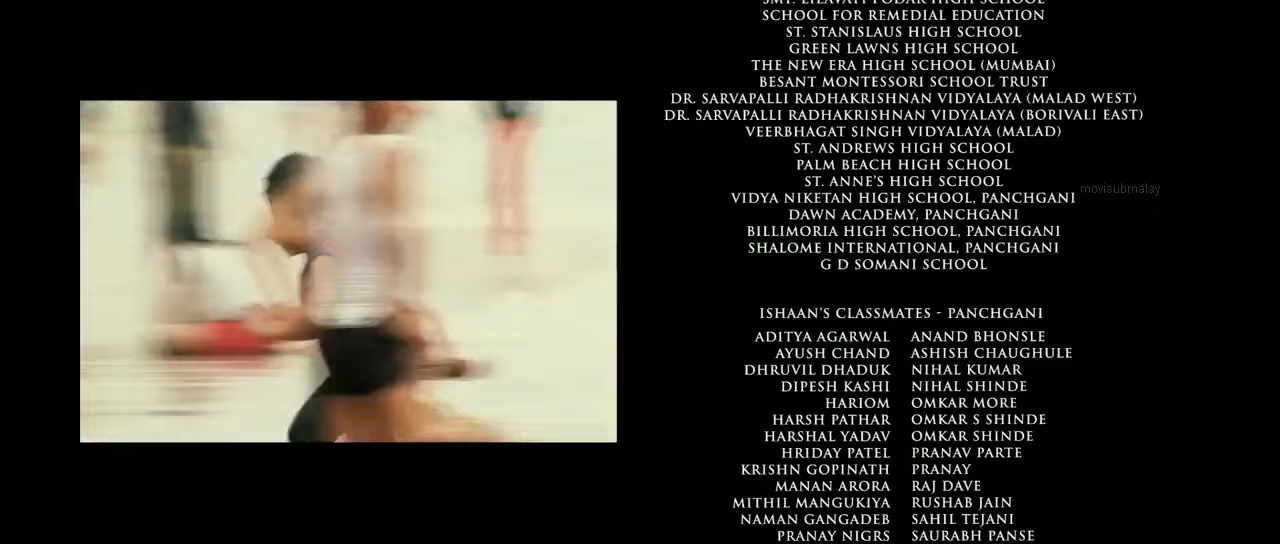 SMT. LILAVATI PODAR HIGH SCHOOL
SCHOOL FOR REMEDIAL EDUCATION
ST. STANISLAUS HIGH SCHOOL
GREEN LAWNS HIGH SCHOOL
THE NEW ERA HIGH SCHOOL (MUMBAI)
BESANT MONTESSORI SCHOOL TRUST
DR. SARVAPALLI RADHAKRISHNAN VIDYALAYA (MALAD WEST)
DR. SARVAPALLI RADHAKRISHNAN VIDYALAYA (BORIVALI EAST)
VEERBHAGAT SINGH VIDYALAYA (MALAD)
ST. ANDREWS HIGH SCHOOL
PALM BEACH HIGH SCHOOL
ST. ANNE'S HIGH SCHOOL
movisubmalay
VIDYA NIKETAN HIGH SCHOOL, PANCHGANI
DAWN ACADEMY, PANCHGANI
BILLIMORIA HIGH SCHOOL, PANCHGANI
SHALOME INTERNATIONAL, PANCHGANI
G D SOMANI SCHOOL
ISHAAN'S CLASSMATES - PANCHGANI
ADITYA AGARWAL ANAND BHONSLE
AYUSH CHAND ASHISH CHAUGHULE
DHRUVIL DHADUK NIHAL KUMAR
DIPESH KASHI NIHAL SHINDE
HARIOM OMKAR MORE
HARSH PATHAR OMKAR S SHINDE
HARSHAL YADAV OMKAR SHINDE
HRIDAY PATEL PRANAV PARTE
KRISHN GOPINATH PRANAY
MANAN ARORA RAJ DAVE
MITHIL MANGUKIYA RUSHAB JAIN
NAMAN GANGADEB SAHIL TEJANI
PRANAY NIGRS SAURABH PANSE